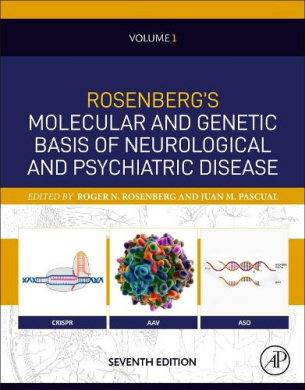 VOLUME 1
ROSENBERG'S
MOLECULAR AND GENETIC
BASIS OF NEUROLOGICAL
AND PSYCHIATRIC DISEASE
EDITED BY ROGER N. ROSENBERG AND JUAN M. PASCUAL
CRISPR
AAV
ASO
SEVENTH EDITION